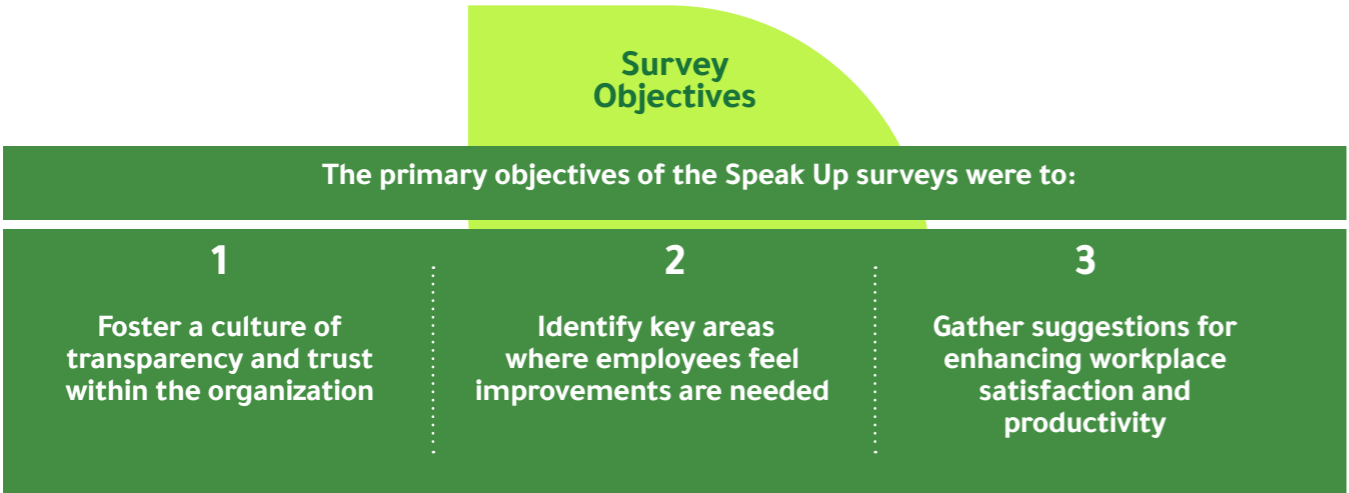 Survey
Objectives
The primary objectives of the Speak Up surveys were to:
1
Foster a culture of
transparency and trust
within the organization
2
Identify key areas
where employees feel
improvements are needed
3
Gather suggestions for
enhancing workplace
satisfaction and
productivity